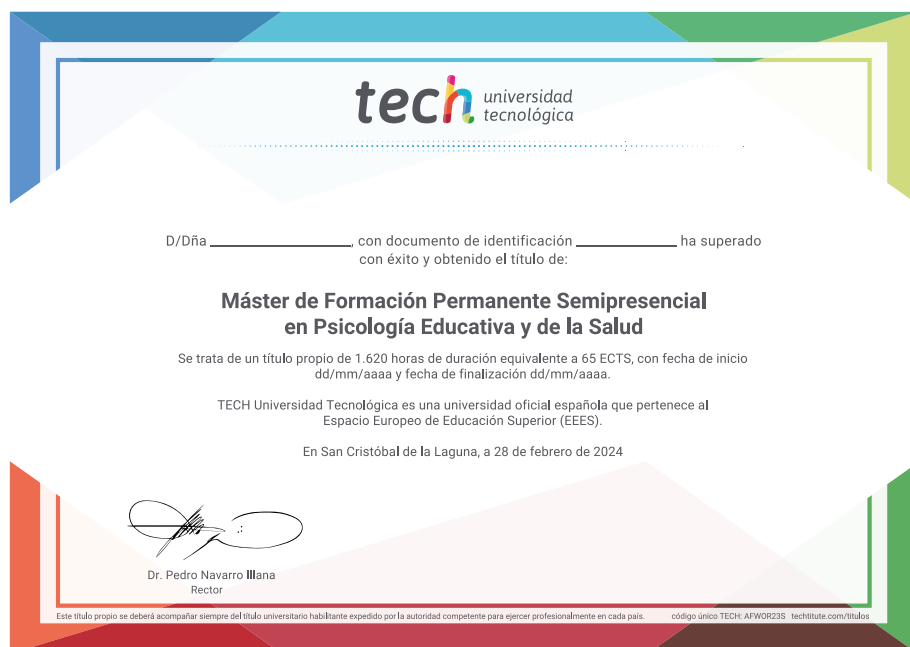 tech universidad
tecnológica
D/Dña ________________, con documento de identificación ____________ ha superado
con éxito y obtenido el título de:
Máster de Formación Permanente Semipresencial
en Psicología Educativa y de la Salud
Se trata de un título propio de 1.620 horas de duración equivalente a 65 ECTS, con fecha de inicio
dd/mm/aaaa y fecha de finalización dd/mm/aaaa.
TECH Universidad Tecnológica es una universidad oficial española que pertenece al
Espacio Europeo de Educación Superior (EEES).
En San Cristóbal de la Laguna, a 28 de febrero de 2024
Dr. Pedro Navarro Illana
Rector
Este título propio se deberá acompañar siempre del título universitario habilitante expedido por la autoridad competente para ejercer profesionalmente en cada país. código único TECH: AFWOR23S techtitute.com/titulos